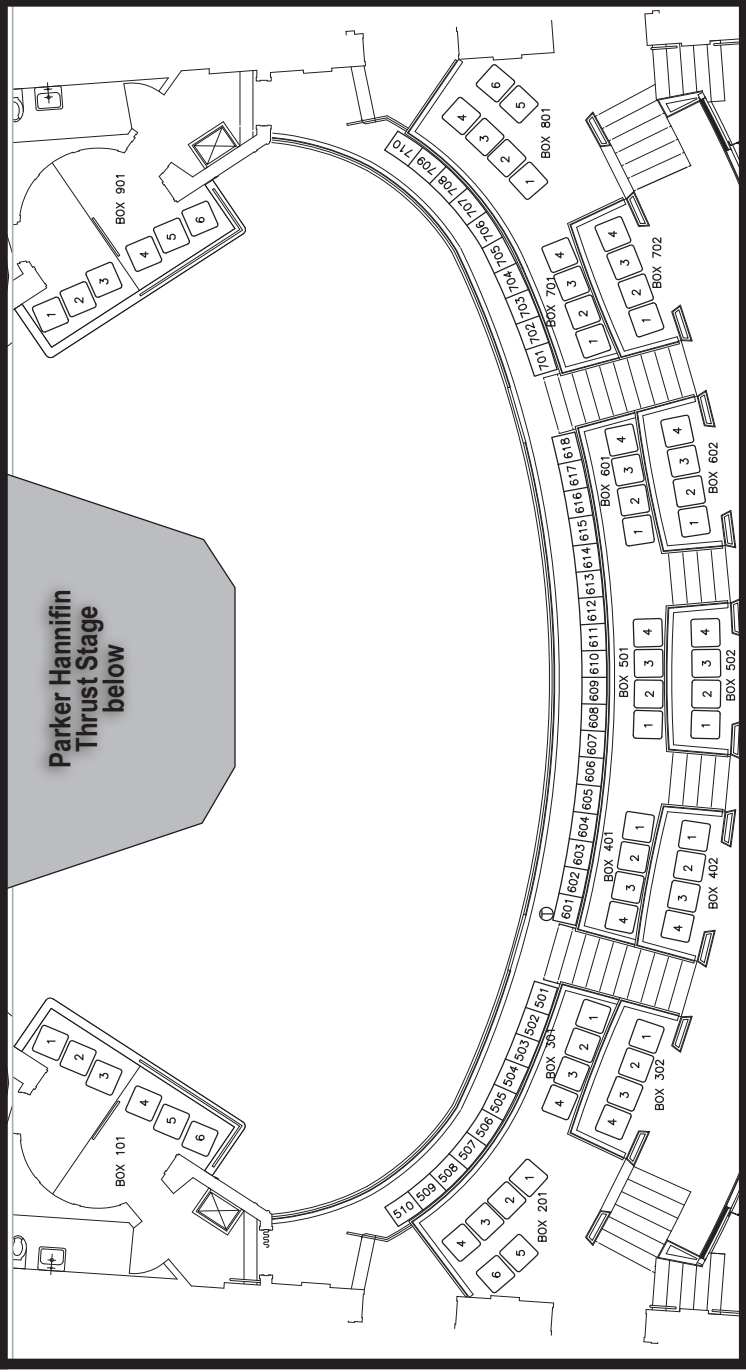 Parker Hannifin
Thrust Stage
below
BOX 101
1
2
3
4
5
6
BOX 901
1
2
3
4
5
6
510 509 508 507 506 505 504 503 502 501
601 602 603 604 605 606 607 608 609 610 611 612 613 614 615 616 617 618
701 702 703 704 705 706 707 708 709 710
BOX 201
6 5
4 3 2 1
BOX 301
4 3 2 1
BOX 302
4 3 2 1
BOX 401
4 3 2 1
BOX 402
4 3 2 1
BOX 501
1 2 3 4
BOX 502
1 2 3 4
BOX 601
1 2 3 4
BOX 602
1 2 3 4
BOX 701
1 2 3 4
BOX 702
1 2 3 4
BOX 801
1 2 3 4
5 6